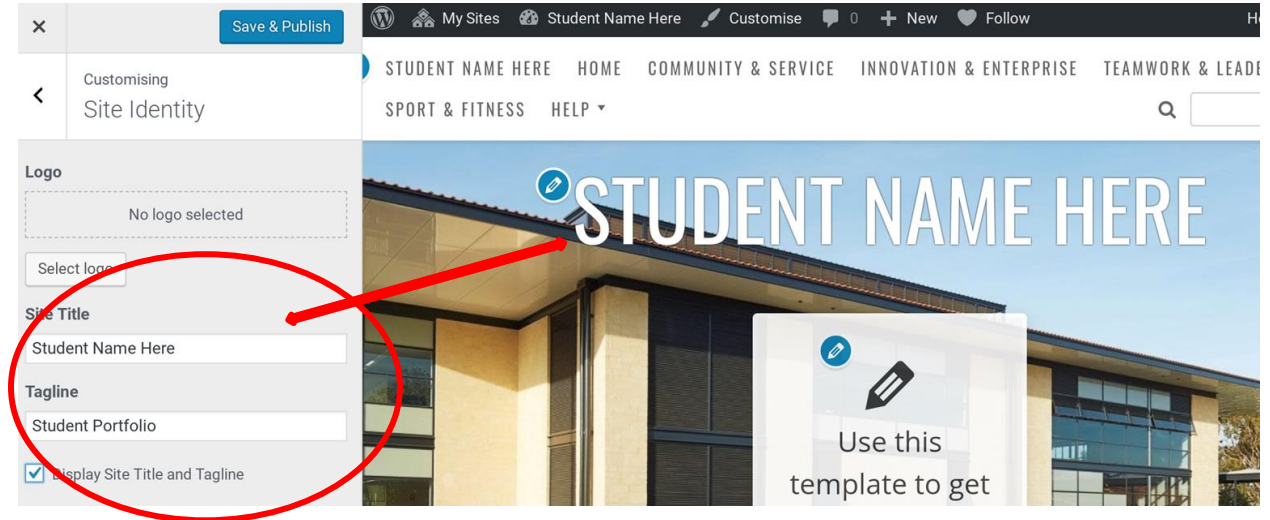 Save & Publish
My Sites Student Name Here Customise 0 New Follow
Customising
Site Identity
STUDENT NAME HERE HOME COMMUNITY & SERVICE INNOVATION & ENTERPRISE TEAMWORK &
SPORT & FITNESS HELP
Logo
No logo selected
Select logo
Site Title
Student Name Here
Tagline
Student Portfolio
Display Site Title and Tagline
STUDENT NAME HERE
Use this
template to get